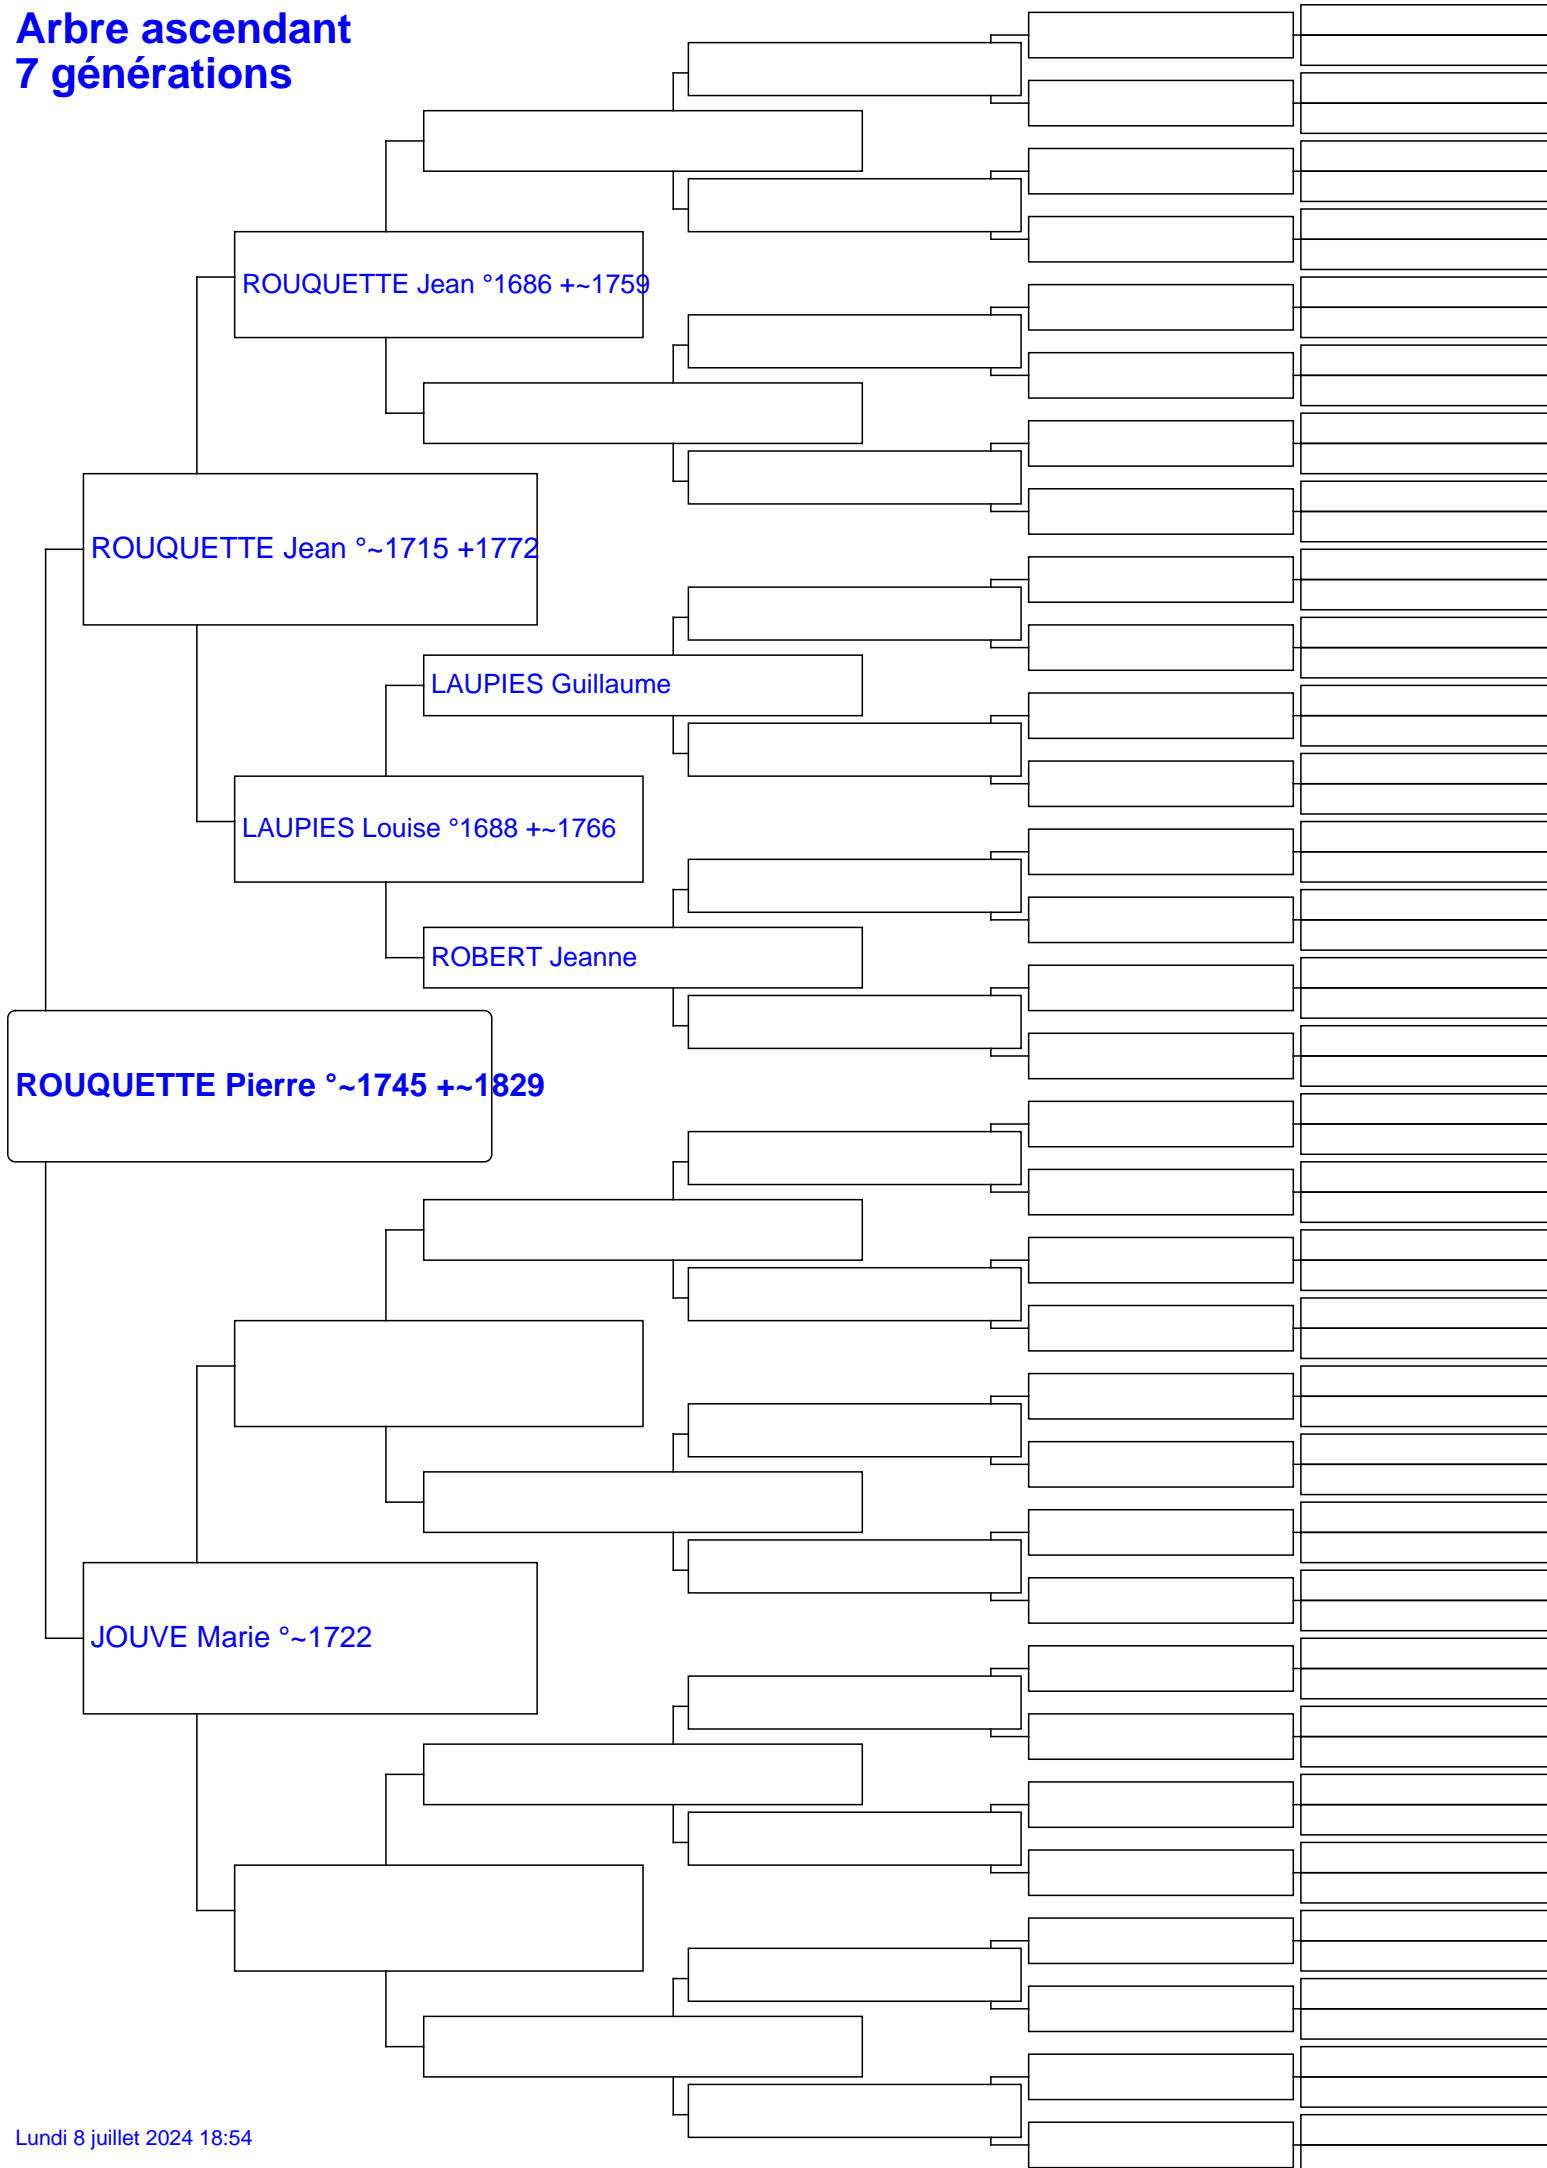 Arbre ascendant
7 générations
ROUQUETTE Jean °1686 +~1759
ROUQUETTE Jean °~1715 +1772
LAUPIES Guillaume
LAUPIES Louise °1688 +~1766
ROBERT Jeanne
ROUQUETTE Pierre °~1745 +~1829
JOUVE Marie °~1722
Lundi 8 juillet 2024 18:54